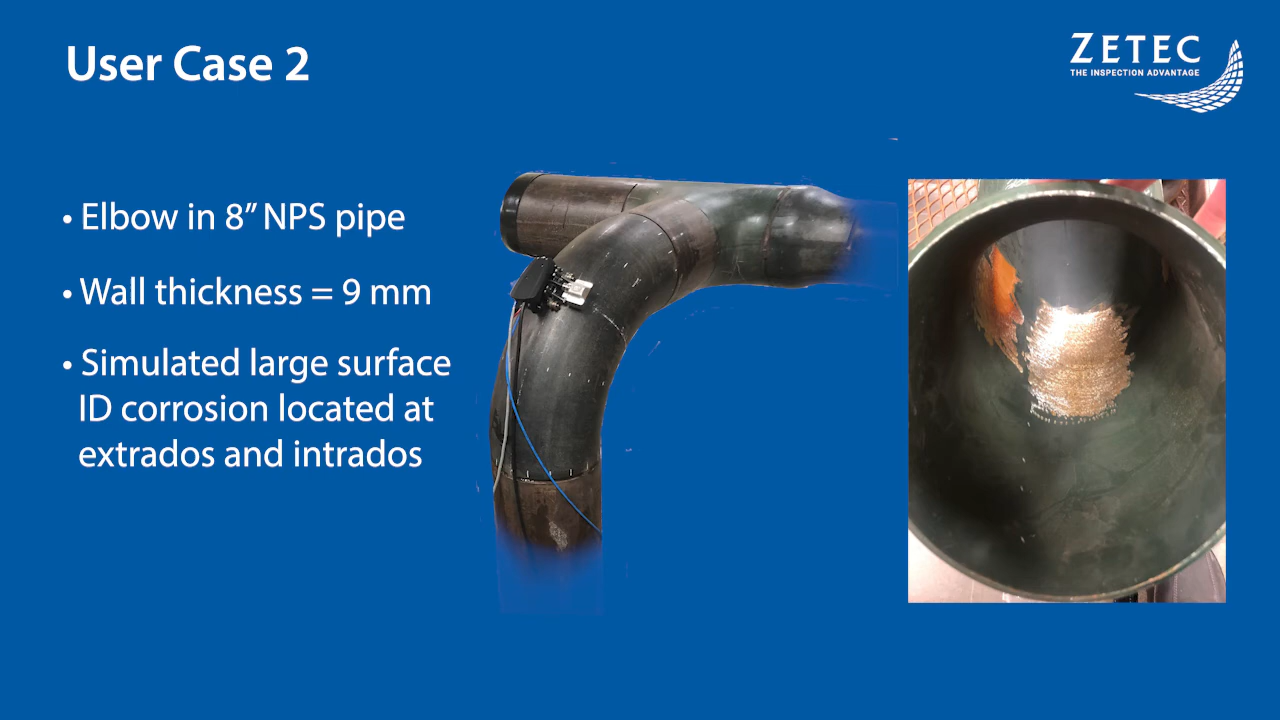 User Case 2
ZETEC
THE INSPECTION ADVANTAGE
• Elbow in 8” NPS pipe
• Wall thickness = 9 mm
• Simulated large surface
ID corrosion located at
extrados and intrados